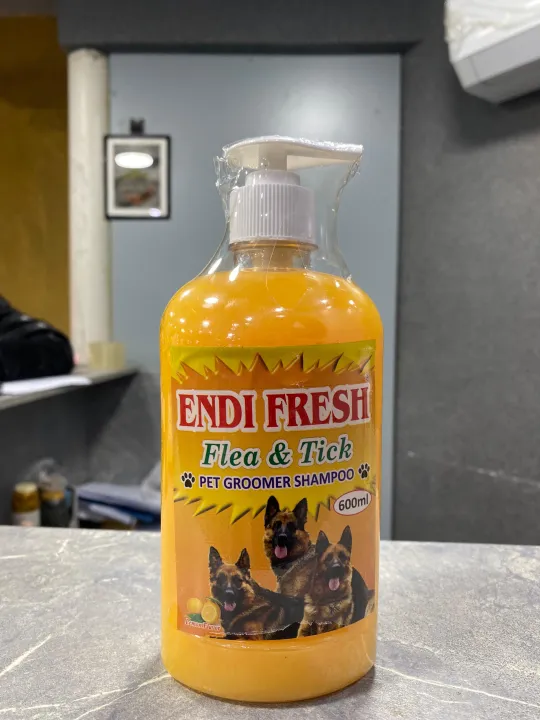 ENDI FRESH
Flea & Tick
PET GROOMER SHAMPOO
600ml